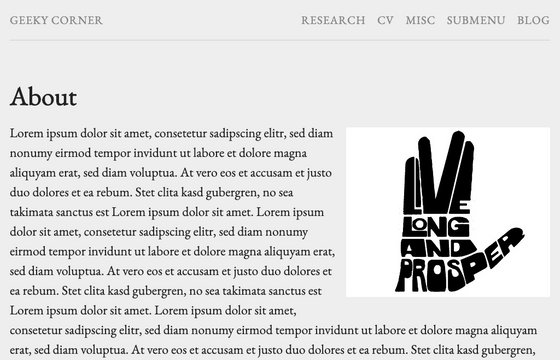 GEEKY CORNER
RESEARCH CV MISC SUBMENU BLOG
About
Lorem ipsum dolor sit amet, consetetur sadipscing elitr, sed diam
nonumy eirmod tempor invidunt ut labore et dolore magna
aliquyam erat, sed diam voluptua. At vero eos et accusam et justo
duo dolores et ea rebum. Stet clita kasd gubergren, no sea
takimata sanctus est Lorem ipsum dolor sit amet. Lorem ipsum
dolor sit amet, consetetur sadipscing elitr, sed diam nonumy
eirmod tempor invidunt ut labore et dolore magna aliquyam erat,
sed diam voluptua. At vero eos et accusam et justo duo dolores et
ea rebum. Stet clita kasd gubergren, no sea takimata sanctus est
Lorem ipsum dolor sit amet. Lorem ipsum dolor sit amet,
consetetur sadipscing elitr, sed diam nonumy eirmod tempor invidunt ut labore et dolore magna
aliquyam erat, sed diam voluptua. At vero eos et accusam et justo duo dolores et ea rebum. Stet clita kasd gubergren,
LIVE
LONG
AND
PROSPER